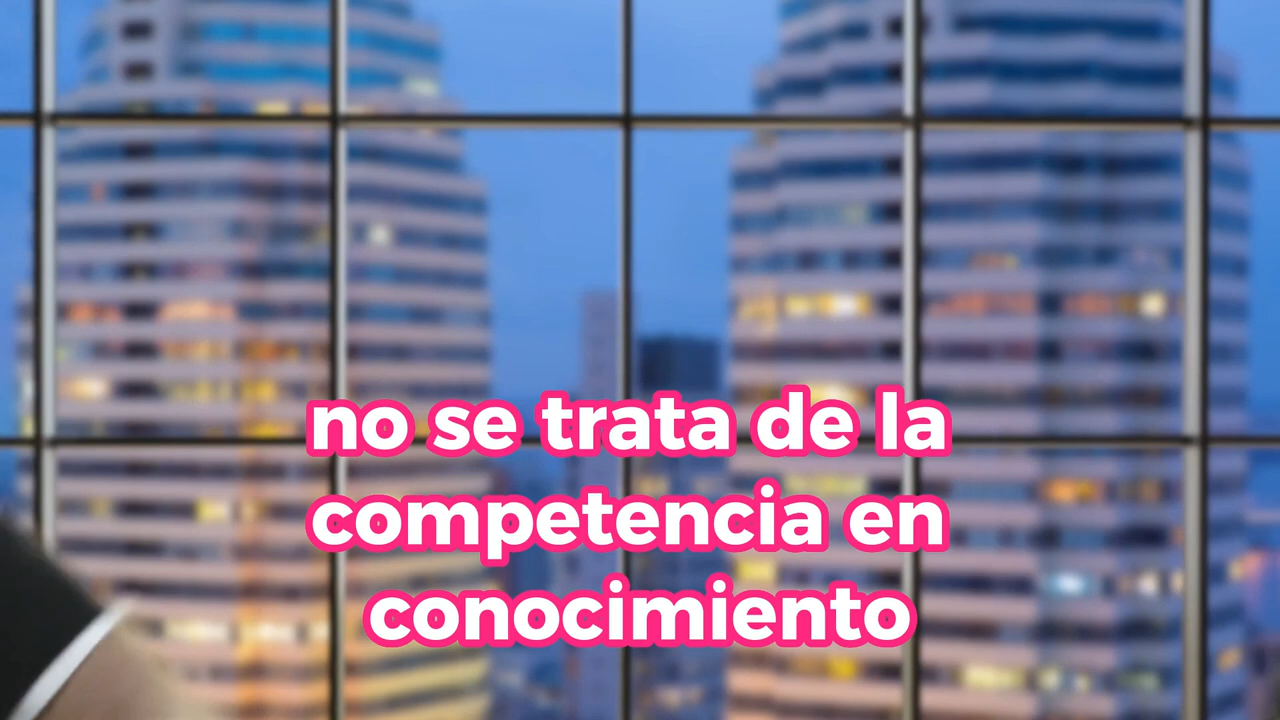 no se trata de la
competencia en
conocimiento